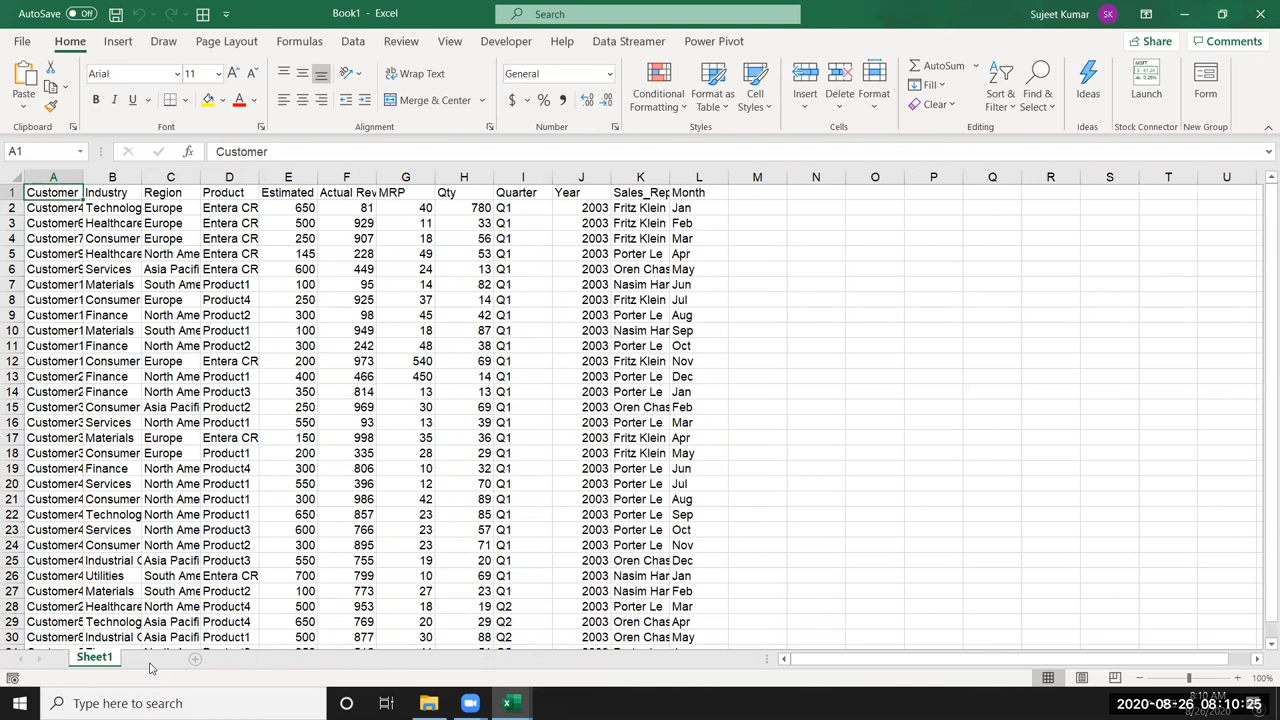 AutoSave Off Book1 - Excel Search Sujeet Kumar SK
File Home Insert Draw Page Layout Formulas Data Review View Developer Help Data Streamer Power Pivot Share Comments
Paste Arial 11 Wrap Text General Conditional Formatting Format as Table Cell Styles Insert Delete Format AutoSum Sort & Filter Find & Select Ideas Launch Form
B I U Merge & Center $ % Fill
Clear
Clipboard Font Alignment Number Styles Cells Editing Ideas Stock Connector New Group
A1 fx Customer
A B C D E F G H I J K L M N O P Q R S T U
1 Customer Industry Region Product Estimated Actual Rev MRP Qty Quarter Year Sales_Rep Month
2 Customer4 Technolog Europe Entera CR 650 81 40 780 Q1 2003 Fritz Klein Jan
3 Customer6 Healthcare Europe Entera CR 500 929 11 33 Q1 2003 Fritz Klein Feb
4 Customer7 Consumer Europe Entera CR 250 907 18 56 Q1 2003 Fritz Klein Mar
5 Customer9 Healthcare North Ame Entera CR 145 228 49 53 Q1 2003 Porter Le Apr
6 Customer9 Services Asia Pacifi Entera CR 600 449 24 13 Q1 2003 Oren Chas May
7 Customer1 Materials South Ame Product1 100 95 14 82 Q1 2003 Nasim Har Jun
8 Customer1 Consumer Europe Product4 250 925 37 14 Q1 2003 Fritz Klein Jul
9 Customer1 Finance North Ame Product2 300 98 45 42 Q1 2003 Porter Le Aug
10 Customer1 Materials South Ame Product1 100 949 18 87 Q1 2003 Nasim Har Sep
11 Customer1 Finance North Ame Product2 300 242 48 38 Q1 2003 Porter Le Oct
12 Customer1 Consumer Europe Entera CR 200 973 540 69 Q1 2003 Fritz Klein Nov
13 Customer2 Finance North Ame Product1 400 466 450 14 Q1 2003 Porter Le Dec
14 Customer2 Finance North Ame Product3 350 814 13 13 Q1 2003 Porter Le Jan
15 Customer3 Consumer Asia Pacifi Product2 250 969 30 69 Q1 2003 Oren Chas Feb
16 Customer3 Services North Ame Product1 550 93 13 39 Q1 2003 Porter Le Mar
17 Customer3 Materials Europe Entera CR 150 998 35 36 Q1 2003 Fritz Klein Apr
18 Customer3 Consumer Europe Product1 200 335 28 29 Q1 2003 Fritz Klein May
19 Customer4 Finance North Ame Product4 300 806 10 32 Q1 2003 Porter Le Jun
20 Customer4 Services North Ame Product1 550 396 12 70 Q1 2003 Porter Le Jul
21 Customer4 Consumer North Ame Product1 300 986 42 89 Q1 2003 Porter Le Aug
22 Customer4 Technolog North Ame Product1 650 857 23 85 Q1 2003 Porter Le Sep
23 Customer4 Services North Ame Product3 600 766 23 57 Q1 2003 Porter Le Oct
24 Customer4 Consumer North Ame Product2 300 895 23 71 Q1 2003 Porter Le Nov
25 Customer4 Industrial G Asia Pacifi Product3 550 755 19 20 Q1 2003 Oren Chas Dec
26 Customer4 Utilities South Ame Entera CR 700 799 10 69 Q1 2003 Nasim Har Jan
27 Customer4 Materials South Ame Product2 100 773 27 23 Q1 2003 Nasim Har Feb
28 Customer2 Healthcare North Ame Product4 500 953 18 19 Q2 2003 Porter Le Mar
29 Customer5 Technolog Asia Pacifi Product4 650 769 20 29 Q2 2003 Oren Chas Apr
30 Customer8 Industrial G Asia Pacifi Product1 500 877 30 88 Q2 2003 Oren Chas May
Sheet1
100%
Type here to search
2020-08-26 08:10:25
8/26/2020